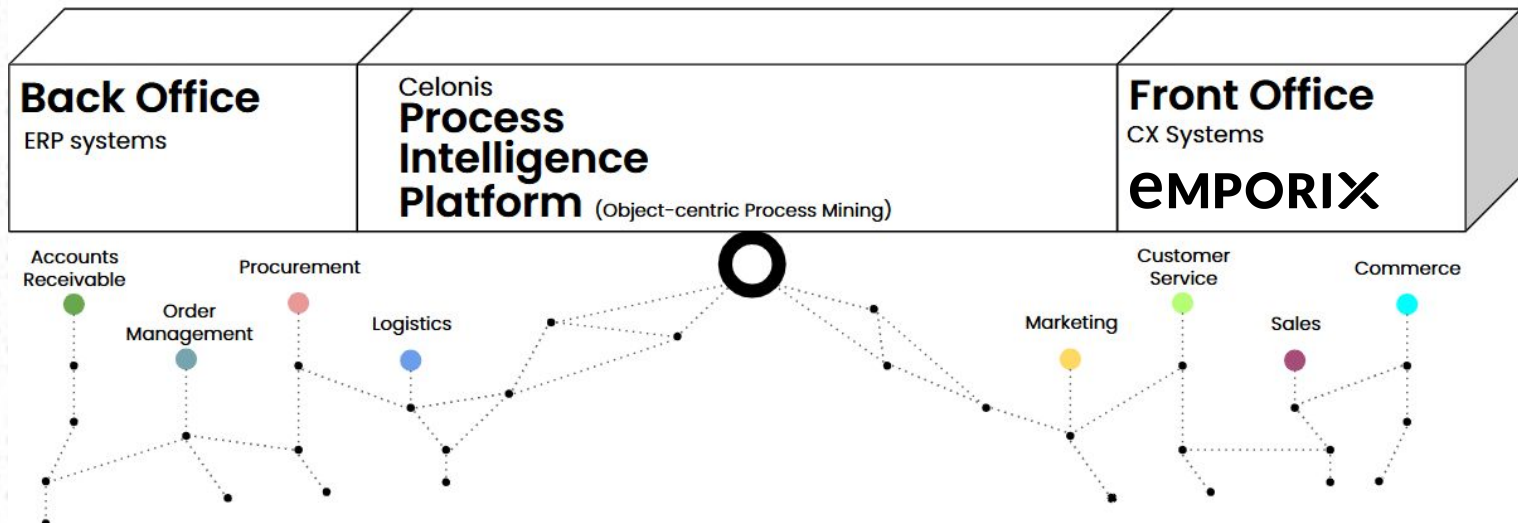 Back Office
ERP systems
Celonis
Process
Intelligence
Platform (Object-centric Process Mining)
Front Office
CX Systems
eMPORIX
Accounts
Receivable
Order
Management
Procurement
Logistics
Marketing
Customer
Service
Sales
Commerce